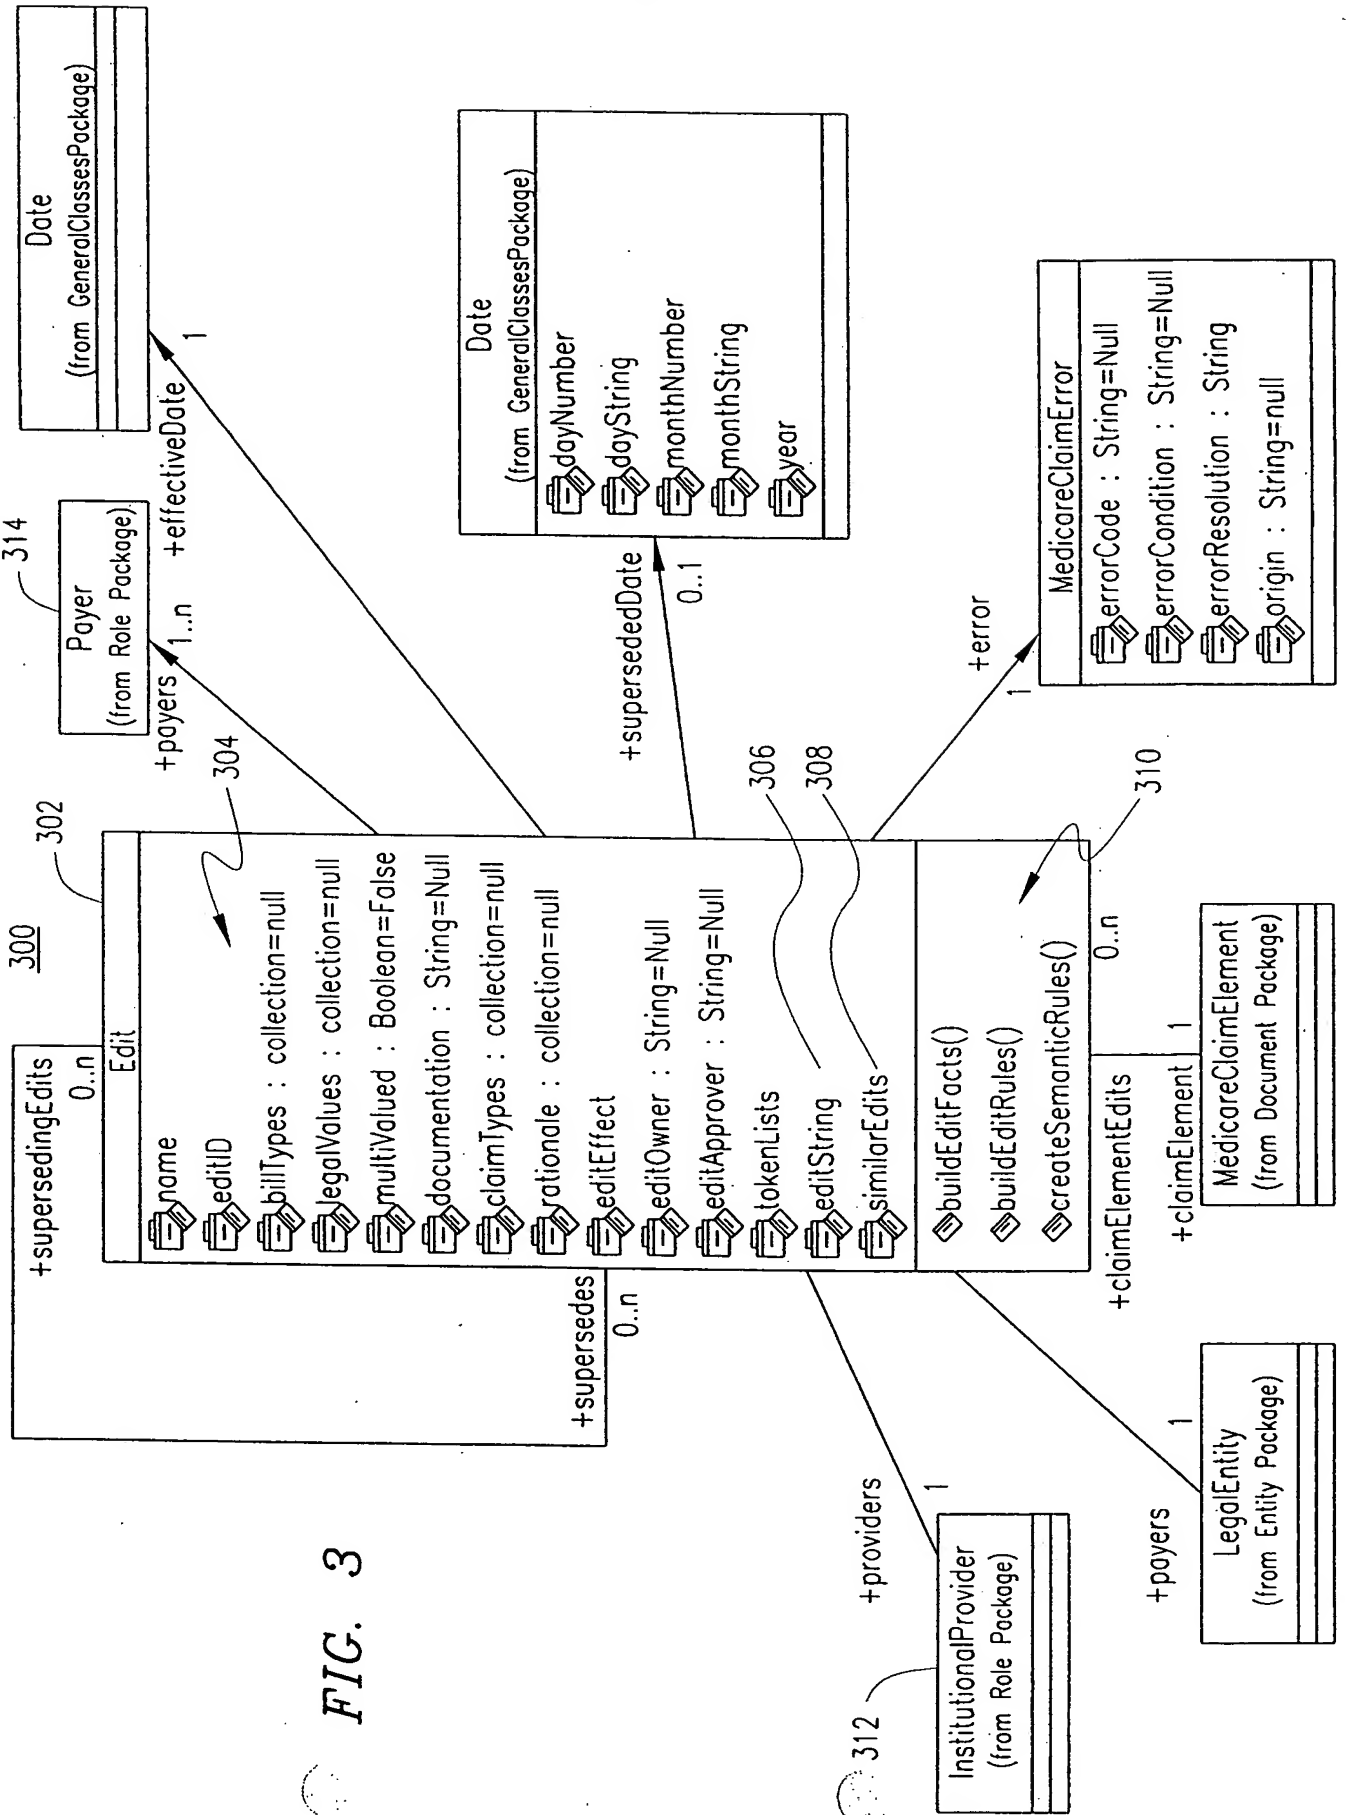 300
302
+supersedingEdits
0..n
Edit
name
editID
billTypes : collection=null
legalValues : collection=null
multiValued : Boolean=False
documentation : String=Null
claimTypes : collection=null
rationale : collection=null
editEffect
editOwner : String=Null
editApprover : String=Null
tokenLists
editString
similarEdits
buildEditFacts()
buildEditRules()
createSemanticRules()
304
306
308
310
+supersedes
0..n
314
Payer
(from Role Package)
+payers
1..n
Date
(from GeneralClassesPackage)
+effectiveDate
1
Date
(from GeneralClassesPackage)
dayNumber
dayString
monthNumber
monthString
year
+supersededDate
0..1
+error
1
MedicareClaimError
errorCode : String=Null
errorCondition : String=Null
errorResolution : String
origin : String=null
+claimElementEdits
0..n
+claimElement
1
MedicareClaimElement
(from Document Package)
+payers
1
LegalEntity
(from Entity Package)
+providers
1
312
InstitutionalProvider
(from Role Package)
FIG. 3